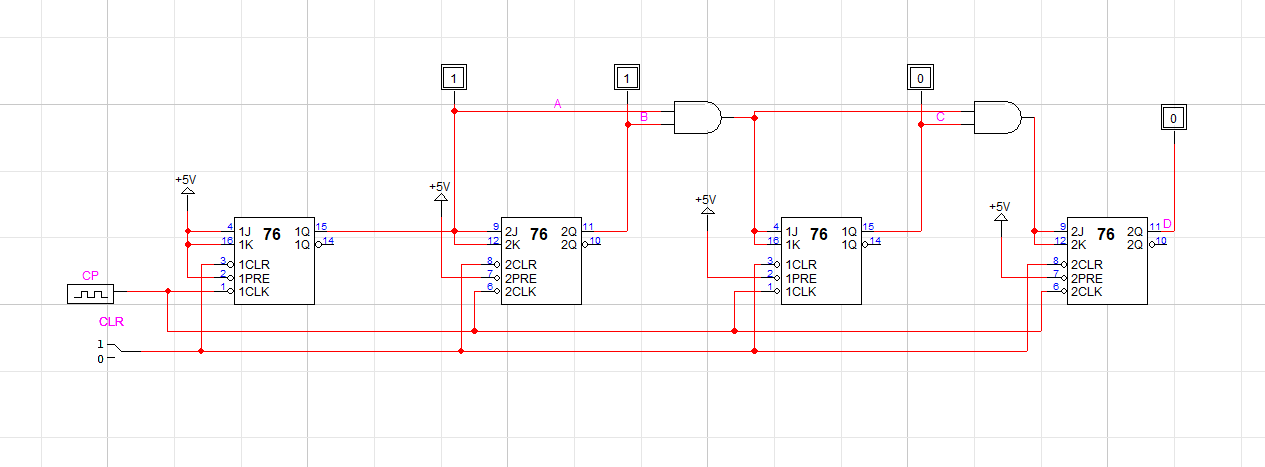 1 1 0
0
A B C
+5V +5V +5V +5V
D
4 1J 76 1Q 15
16 1K 1Q 14
3 1CLR
2 1PRE
1 1CLK
9 2J 76 2Q 11
12 2K 2Q 10
8 2CLR
7 2PRE
6 2CLK
4 1J 76 1Q 15
16 1K 1Q 14
3 1CLR
2 1PRE
1 1CLK
9 2J 76 2Q 11
12 2K 2Q 10
8 2CLR
7 2PRE
6 2CLK
CP
CLR
1
0